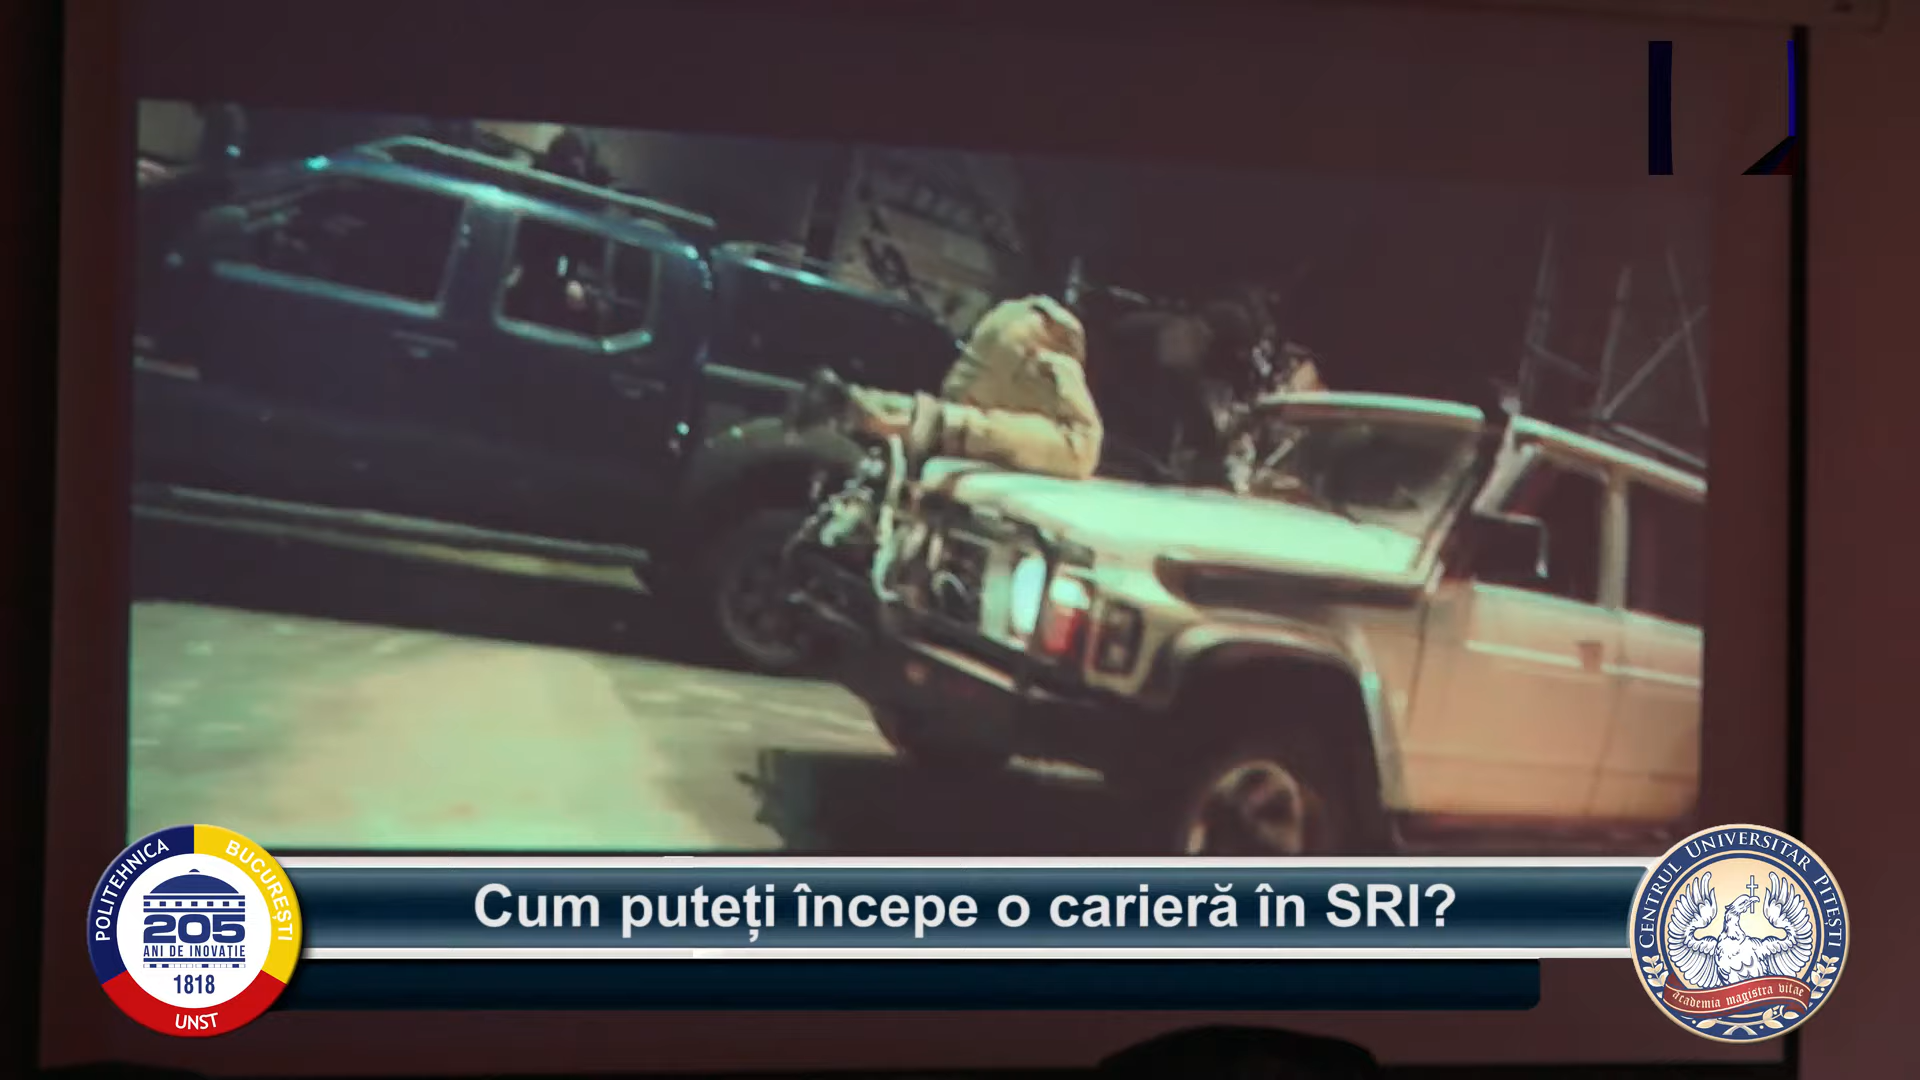 Cum puteți începe o carieră în SRI?
POLITEHNICA
BUCUREȘTI
205
ANI DE INOVAȚIE
1818
UNST
CENTRUL UNIVERSITAR PITEȘTI
academia magistra vitae